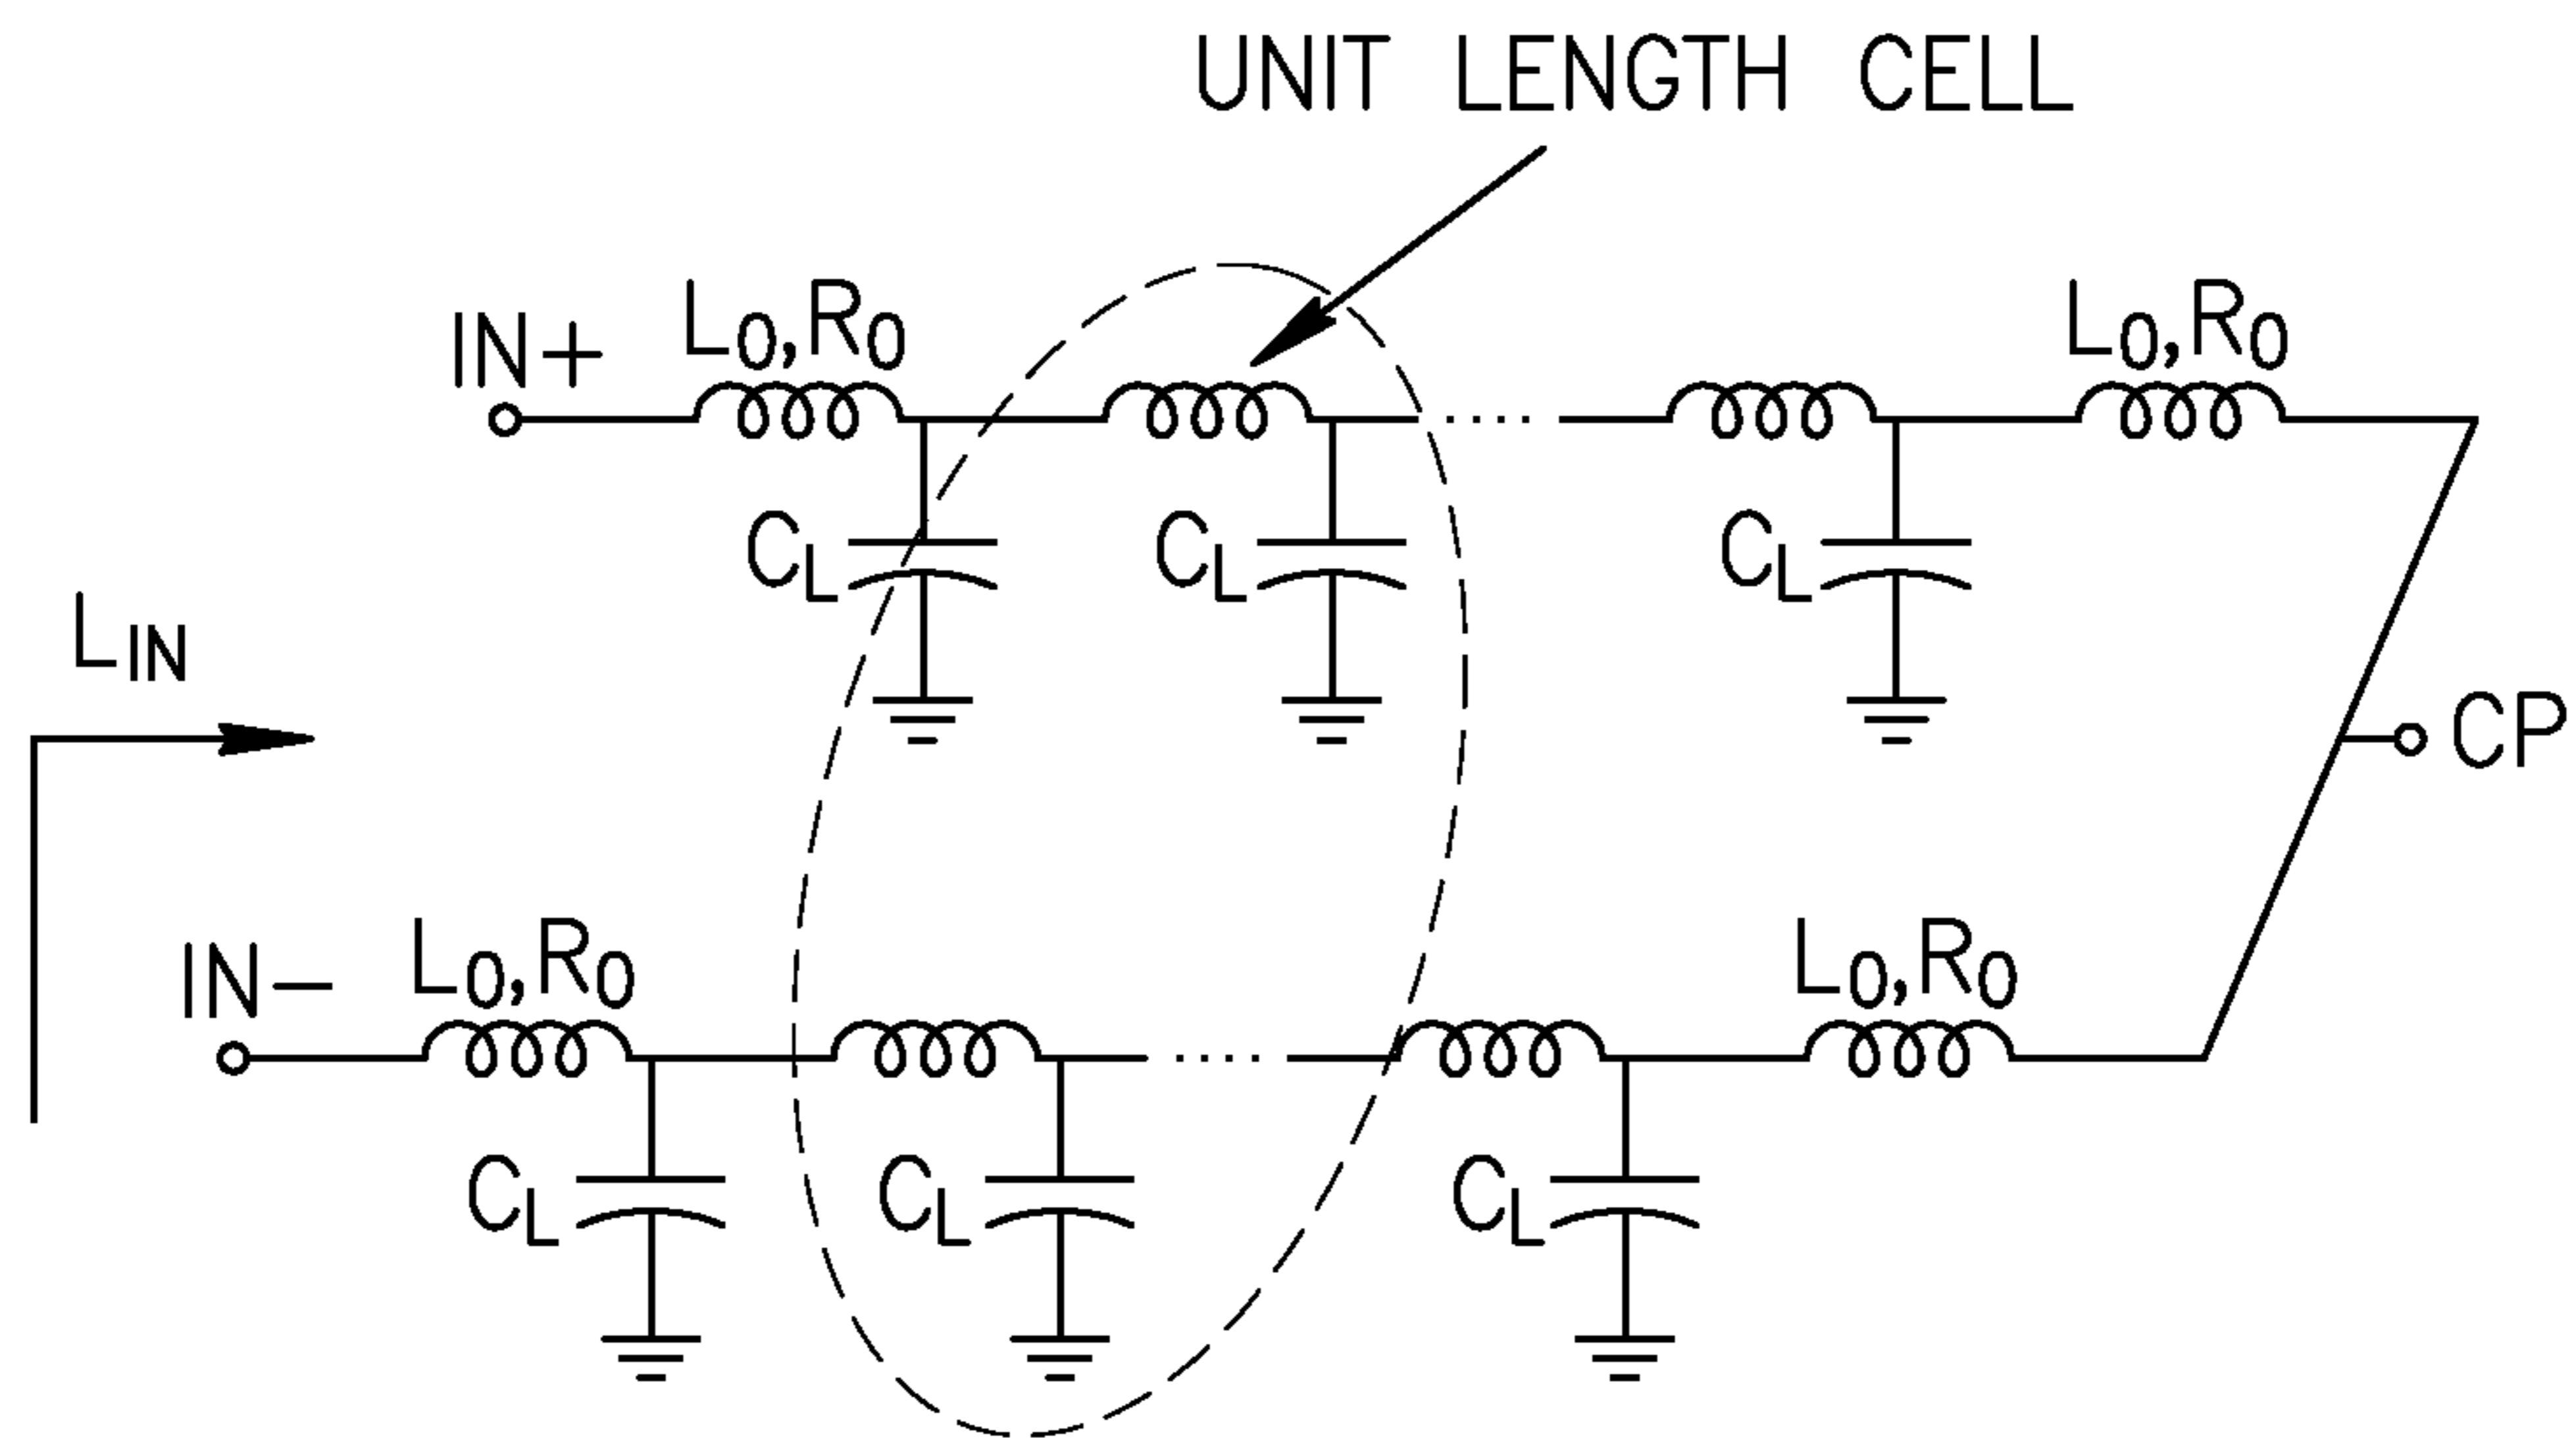 UNIT LENGTH CELL
IN+
L0,R0
L0,R0
CL
CL
CL
LIN
CP
IN−
L0,R0
L0,R0
CL
CL
CL